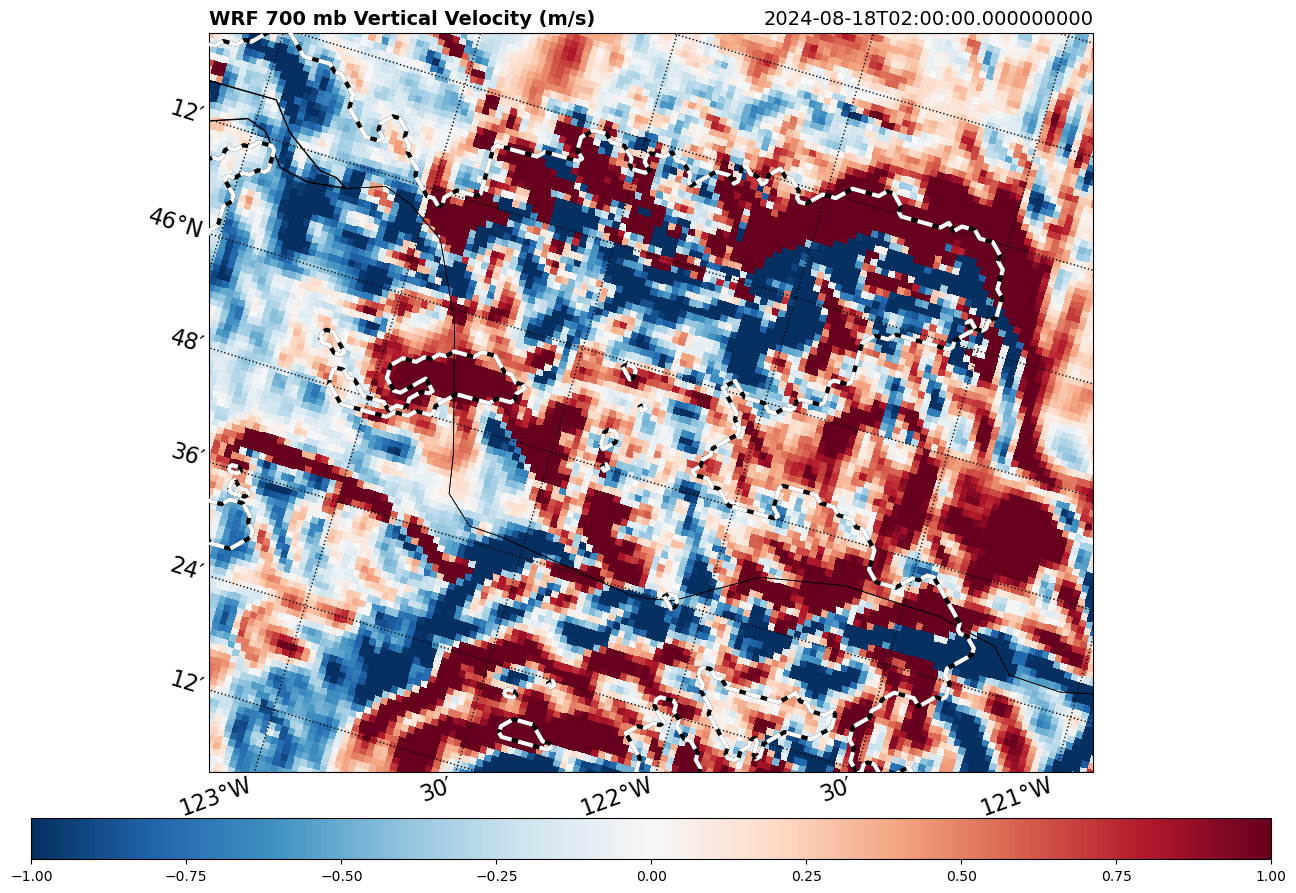 WRF 700 mb Vertical Velocity (m/s) 2024-08-18T02:00:00.000000000
12′
46°N
48′
36′
24′
12′
123°W 30′ 122°W 30′ 121°W
−1.00 −0.75 −0.50 −0.25 0.00 0.25 0.50 0.75 1.00